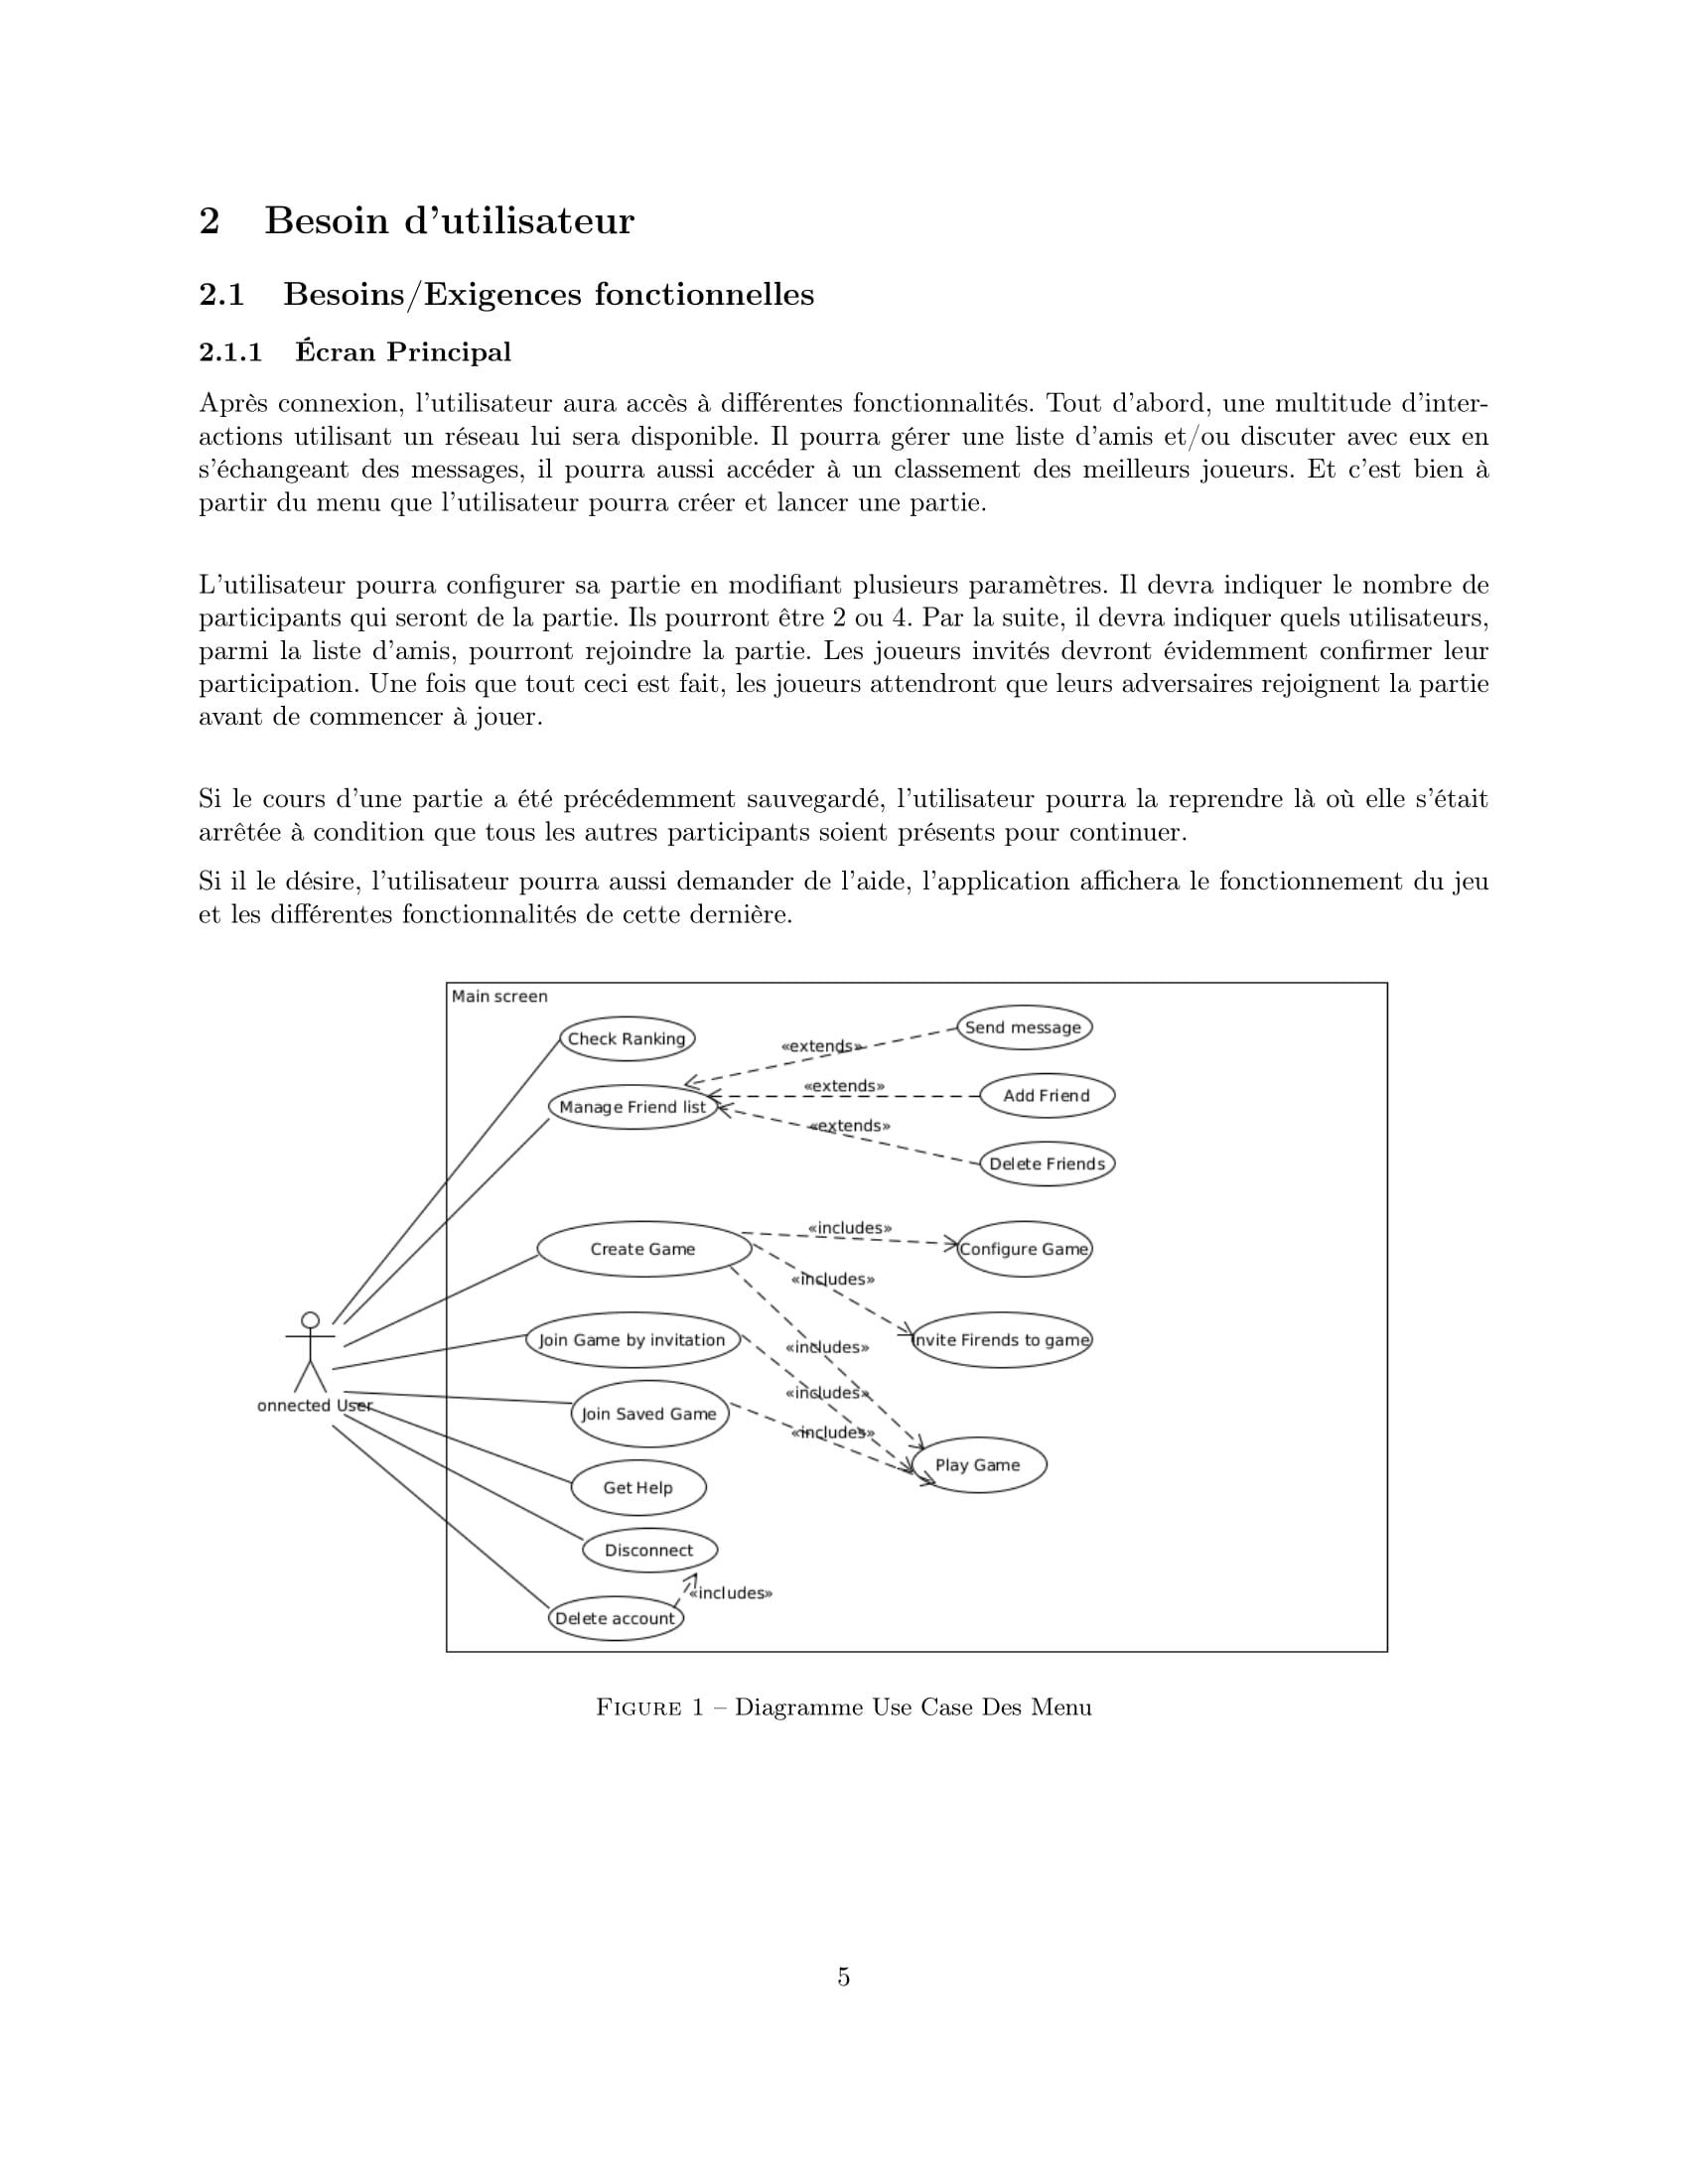 2 Besoin d'utilisateur
2.1 Besoins/Exigences fonctionnelles
2.1.1 Écran Principal
Après connexion, l'utilisateur aura accès à différentes fonctionnalités. Tout d'abord, une multitude d'inter-
actions utilisant un réseau lui sera disponible. Il pourra gérer une liste d'amis et/ou discuter avec eux en
s'échangeant des messages, il pourra aussi accéder à un classement des meilleurs joueurs. Et c'est bien à
partir du menu que l'utilisateur pourra créer et lancer une partie.
L'utilisateur pourra configurer sa partie en modifiant plusieurs paramètres. Il devra indiquer le nombre de
participants qui seront de la partie. Ils pourront être 2 ou 4. Par la suite, il devra indiquer quels utilisateurs,
parmi la liste d'amis, pourront rejoindre la partie. Les joueurs invités devront évidemment confirmer leur
participation. Une fois que tout ceci est fait, les joueurs attendront que leurs adversaires rejoignent la partie
avant de commencer à jouer.
Si le cours d'une partie a été précédemment sauvegardé, l'utilisateur pourra la reprendre là où elle s'était
arrêtée à condition que tous les autres participants soient présents pour continuer.
Si il le désire, l'utilisateur pourra aussi demander de l'aide, l'application affichera le fonctionnement du jeu
et les différentes fonctionnalités de cette dernière.
Main screen
Check Ranking
Send message
«extends»
Manage Friend list
«extends»
Add Friend
«extends»
Delete Friends
Create Game
«includes»
Configure Game
«includes»
Join Game by invitation
Invite Firends to game
«includes»
«includes»
onnected User
Join Saved Game
«includes»
Play Game
Get Help
Disconnect
«includes»
Delete account
Figure 1 – Diagramme Use Case Des Menu
5